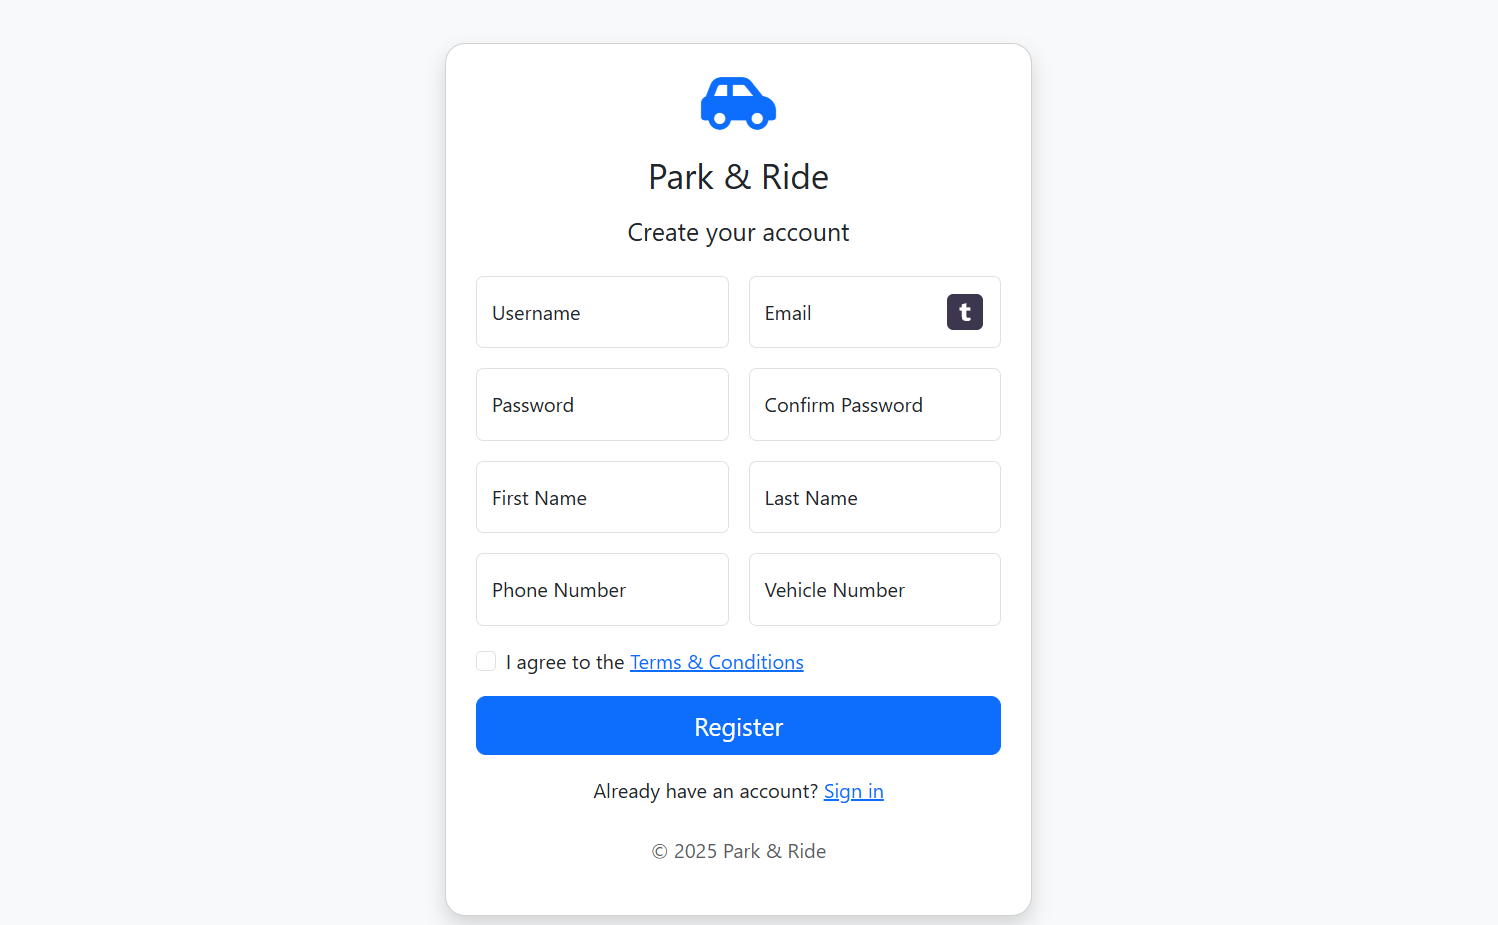 Park & Ride
Create your account
Username
Email
t
Password
Confirm Password
First Name
Last Name
Phone Number
Vehicle Number
I agree to the Terms & Conditions
Register
Already have an account? Sign in
© 2025 Park & Ride